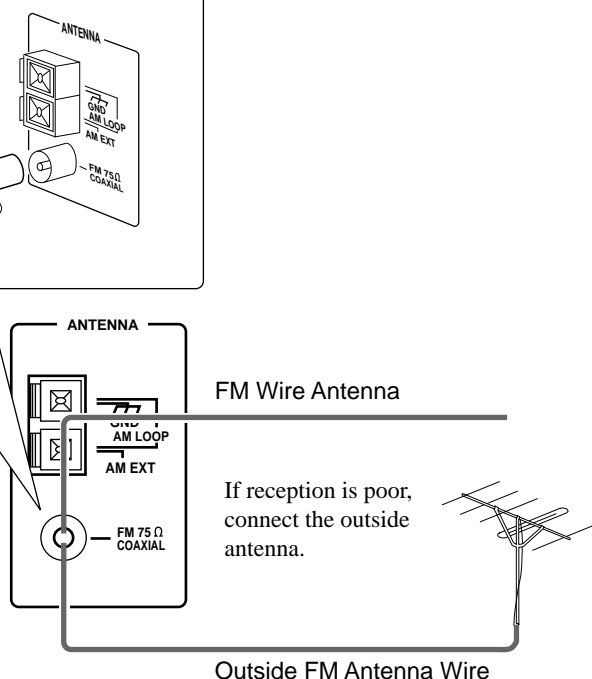 ANTENNA
GND
AM LOOP
AM EXT
FM 75Ω
COAXIAL
ANTENNA
FM Wire Antenna
GND
AM LOOP
AM EXT
If reception is poor,
connect the outside
antenna.
FM 75 Ω
COAXIAL
Outside FM Antenna Wire